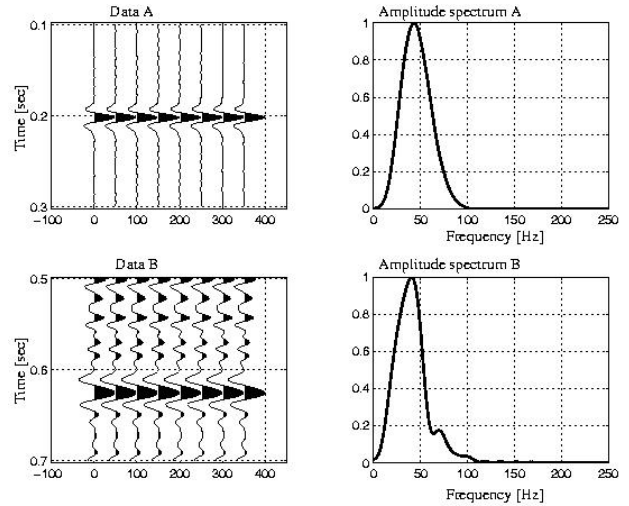 Data A
Amplitude spectrum A
0.1
0.2
0.3
Time [sec]
-100 0 100 200 300 400
1
0.8
0.6
0.4
0.2
0
0 50 100 150 200 250
Frequency [Hz]
Data B
Amplitude spectrum B
0.5
0.6
0.7
Time [sec]
-100 0 100 200 300 400
1
0.8
0.6
0.4
0.2
0
0 50 100 150 200 250
Frequency [Hz]